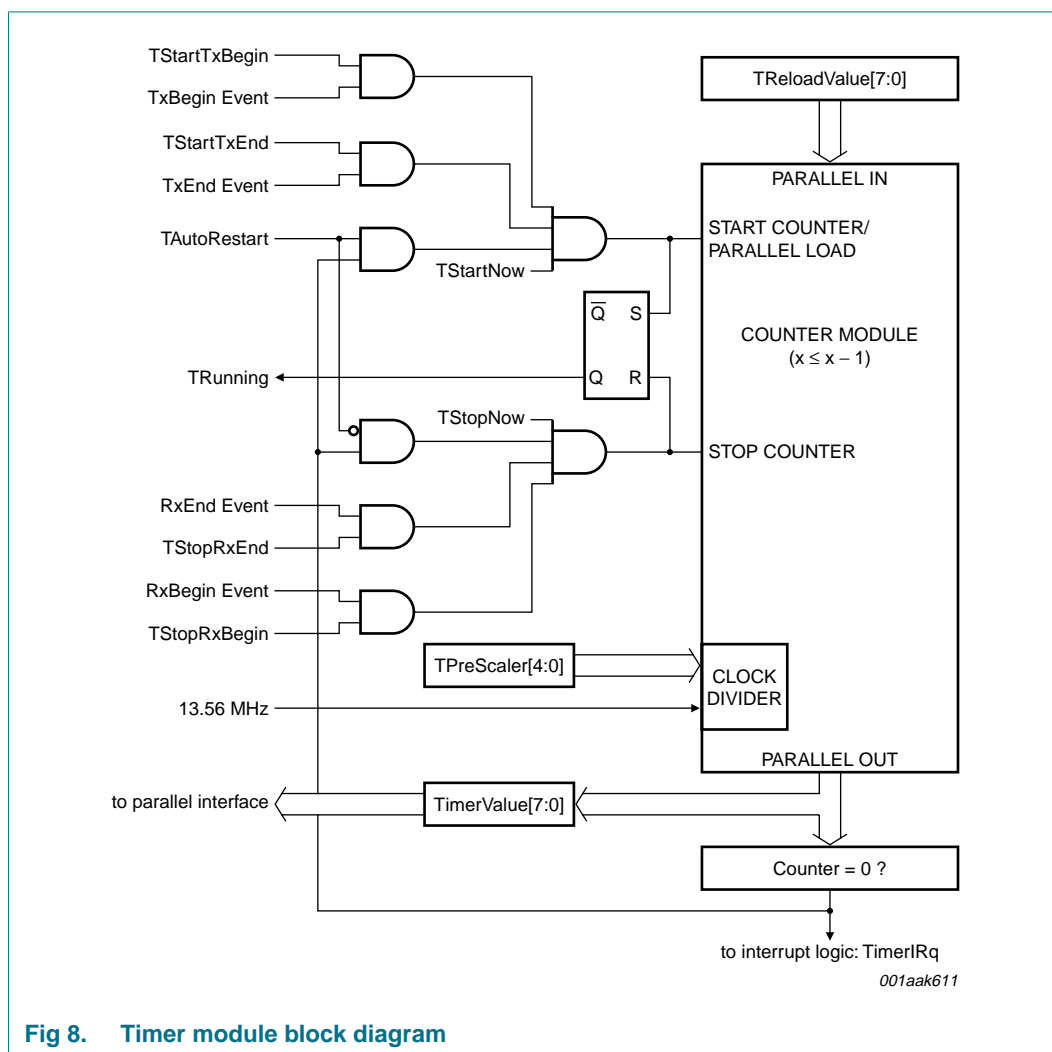 TStartTxBegin
TxBegin Event
TReloadValue[7:0]
TStartTxEnd
TxEnd Event
PARALLEL IN
TAutoRestart
START COUNTER/
PARALLEL LOAD
TStartNow
Q̅ S
COUNTER MODULE
(x ≤ x − 1)
TRunning
Q R
TStopNow
STOP COUNTER
RxEnd Event
TStopRxEnd
RxBegin Event
TStopRxBegin
TPreScaler[4:0]
CLOCK
DIVIDER
13.56 MHz
PARALLEL OUT
to parallel interface
TimerValue[7:0]
Counter = 0 ?
to interrupt logic: TimerIRq
001aak611
Fig 8. Timer module block diagram